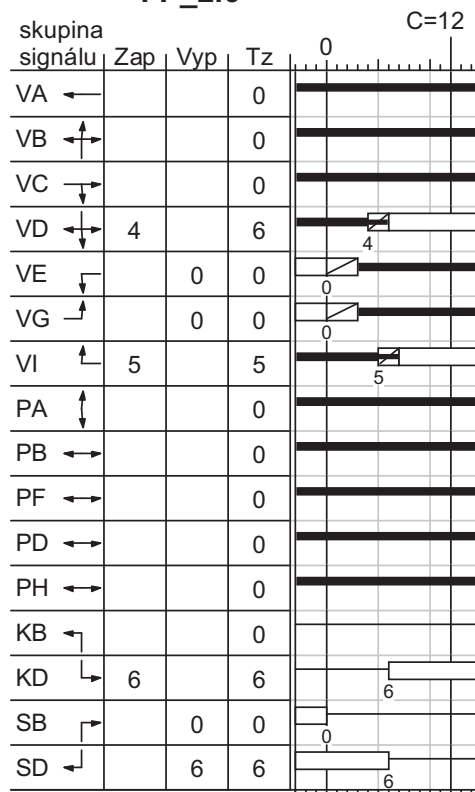 C=12
skupina
signálu Zap Vyp Tz 0
VA 0
VB 0
VC 0
VD 4 6
4
VE 0 0
0
VG 0 0
0
VI 5 5
5
PA 0
PB 0
PF 0
PD 0
PH 0
KB 0
KD 6 6
6
SB 0 0
0
SD 6 6
6